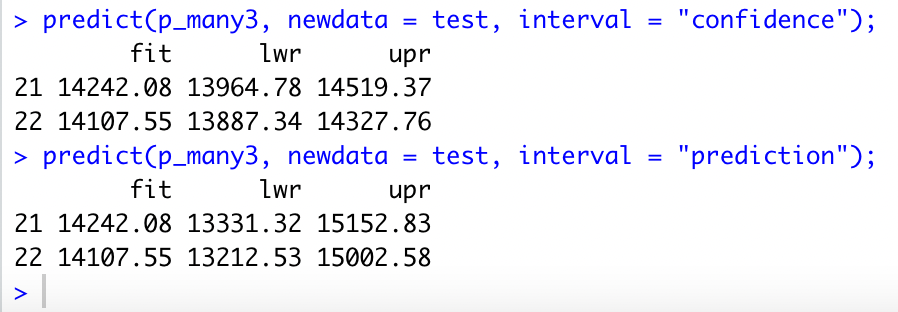 > predict(p_many3, newdata = test, interval = "confidence");
fit lwr upr
21 14242.08 13964.78 14519.37
22 14107.55 13887.34 14327.76
> predict(p_many3, newdata = test, interval = "prediction");
fit lwr upr
21 14242.08 13331.32 15152.83
22 14107.55 13212.53 15002.58
>